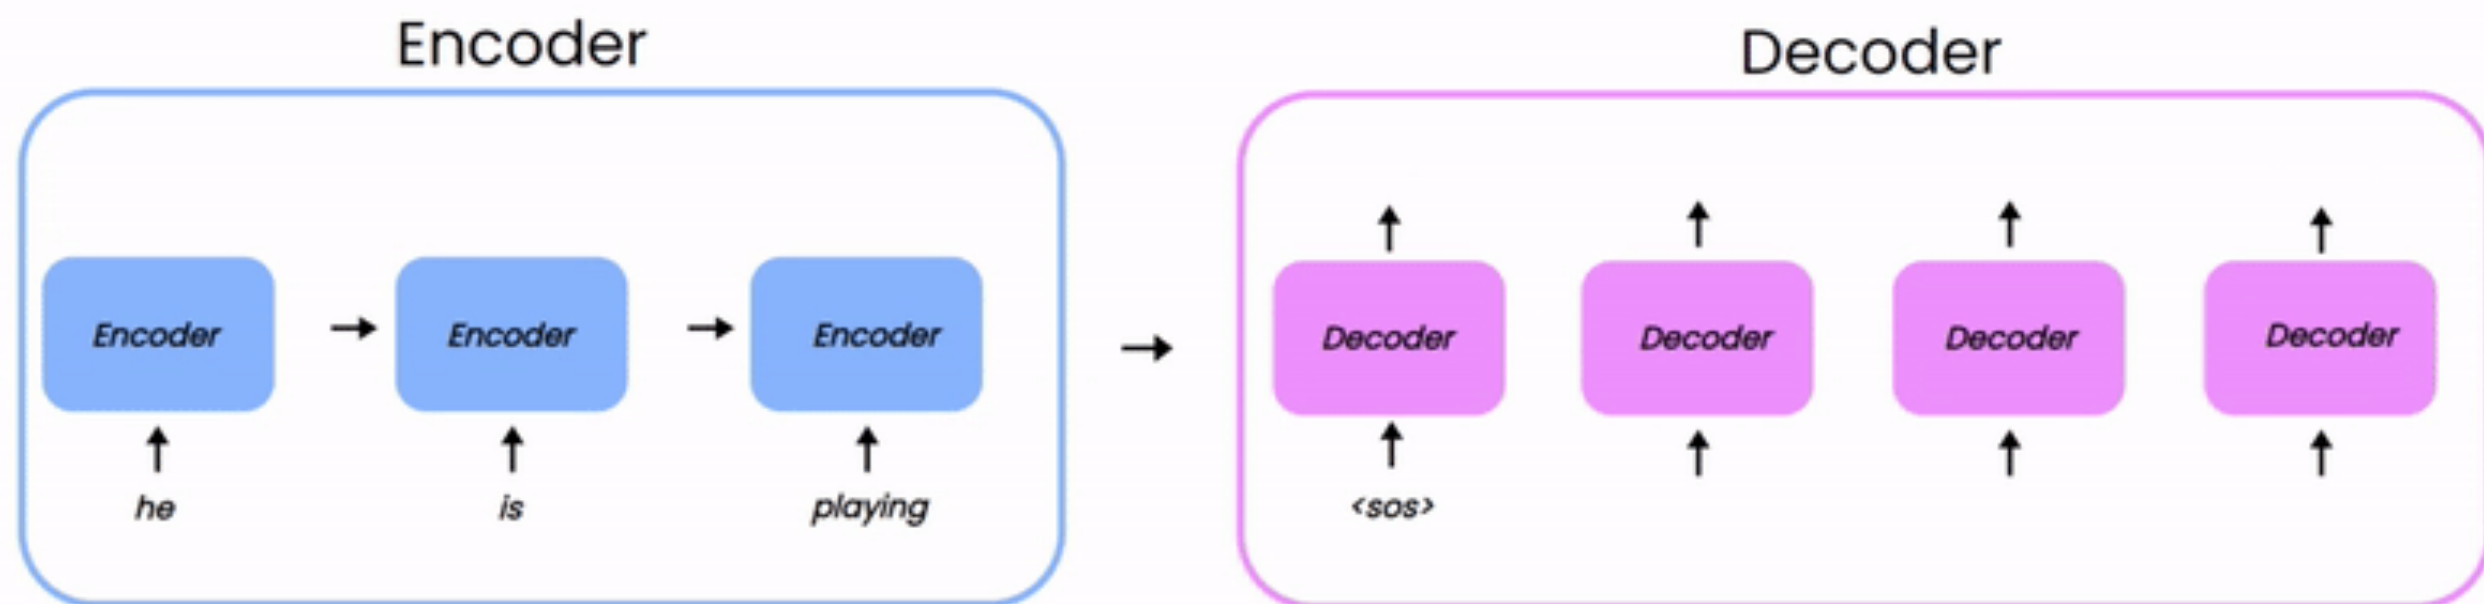 Encoder
Decoder
Encoder
Encoder
Encoder
Decoder
Decoder
Decoder
Decoder
he
is
playing
<sos>